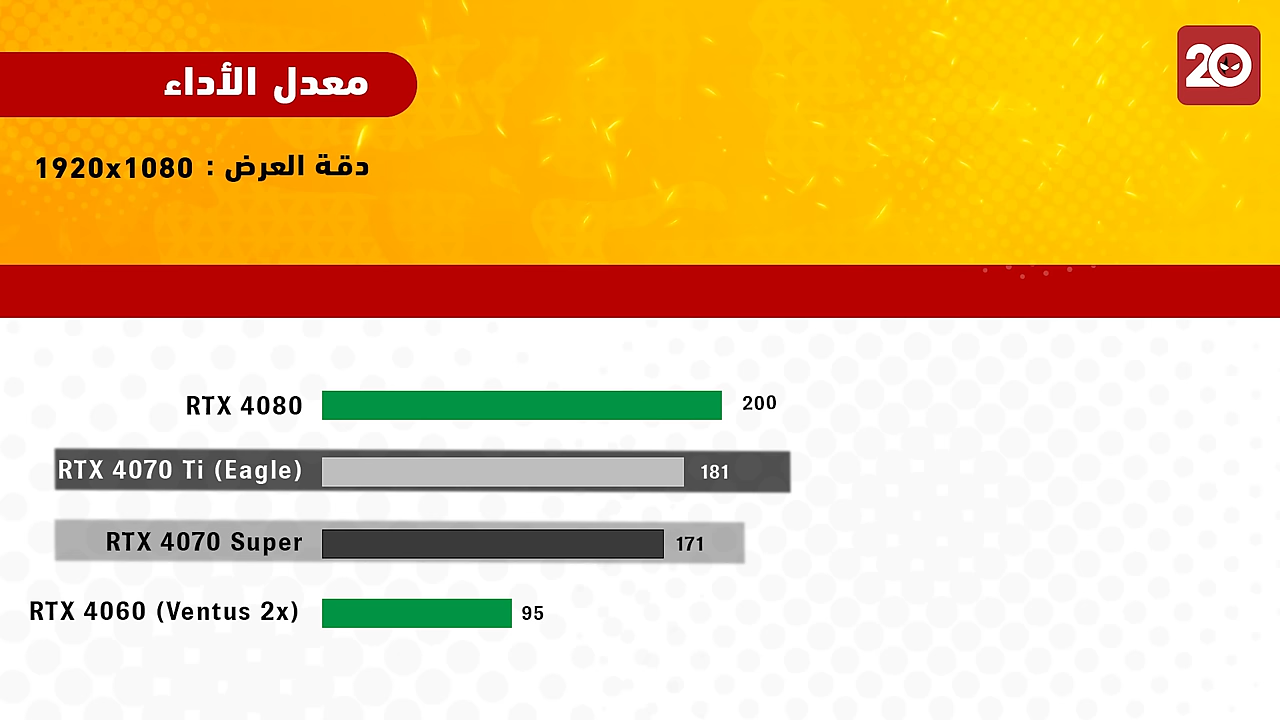 20
معدل الأداء
دقة العرض : 1920x1080
RTX 4080 200
RTX 4070 Ti (Eagle) 181
RTX 4070 Super 171
RTX 4060 (Ventus 2x) 95